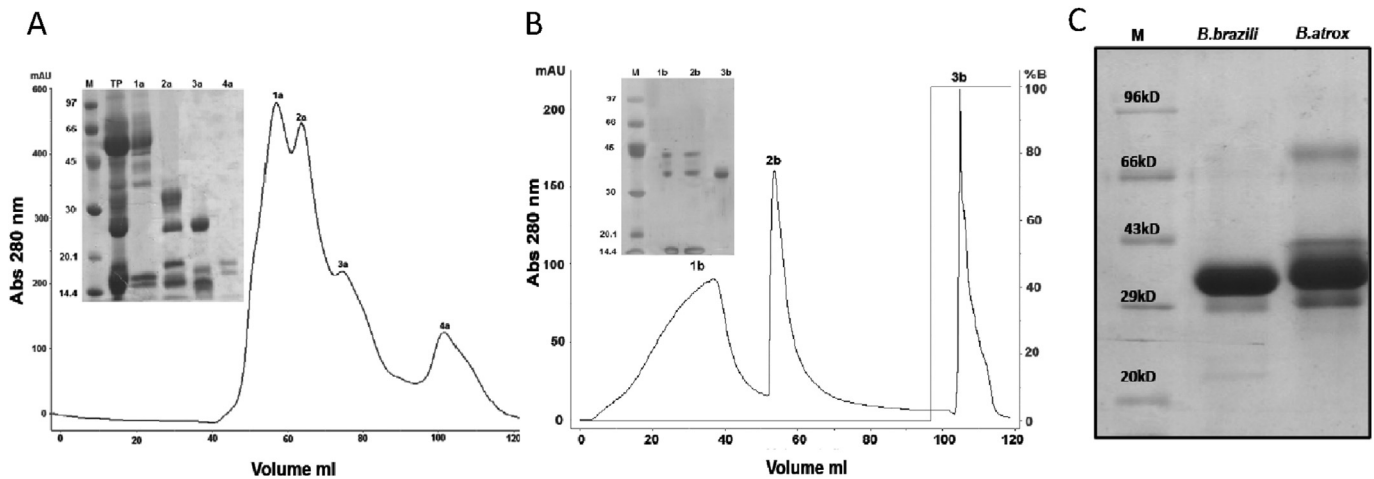 A
mAU
M TP 1a 2a 3a 4a
97
66
45
30
20.1
14.4
600
500
400
300
200
100
0
Abs 280 nm
1a
2a
3a
4a
0 20 40 60 80 100 120
Volume ml
B
mAU
%B
M 1b 2b 3b
97
66
45
30
20.1
14.4
200
150
100
50
0
Abs 280 nm
1b
2b
3b
100
80
60
40
20
0
0 20 40 60 80 100 120
Volume ml
C
M B.brazili B.atrox
96kD
66kD
43kD
29kD
20kD